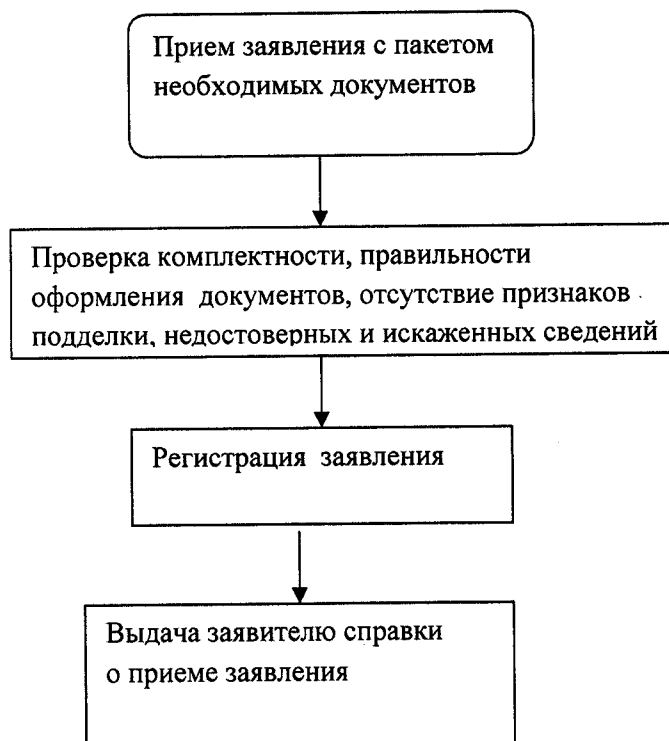 Прием заявления с пакетом
необходимых документов
Проверка комплектности, правильности
оформления документов, отсутствие признаков
подделки, недостоверных и искаженных сведений
Регистрация заявления
Выдача заявителю справки
о приеме заявления